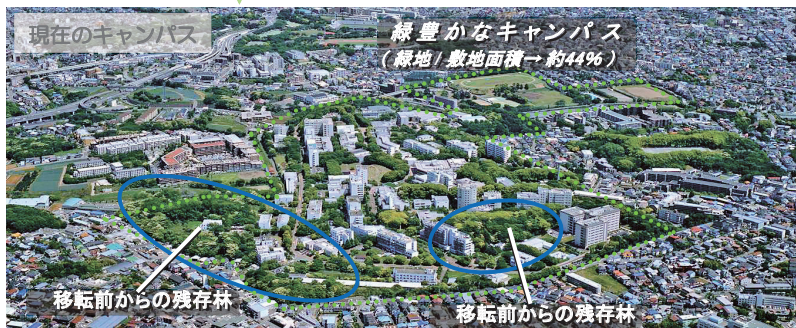 現在のキャンパス
緑豊かなキャンパス
(緑地/敷地面積→約44%)
移転前からの残存林
移転前からの残存林